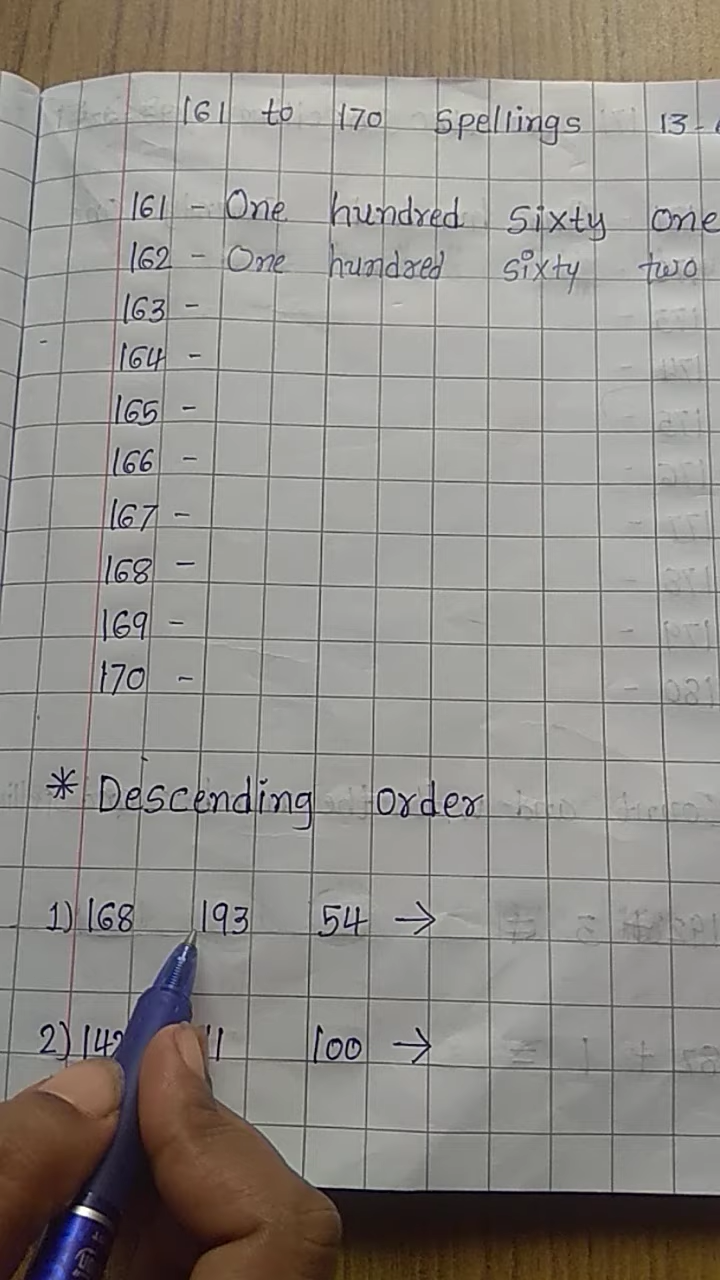 161 to 170 Spellings 13-
161 - One hundred sixty one
162 - One hundred sixty two
163 -
164 -
165 -
166 -
167 -
168 -
169 -
170 -
* Descending order
1) 168 193 54 →
2) 100 →